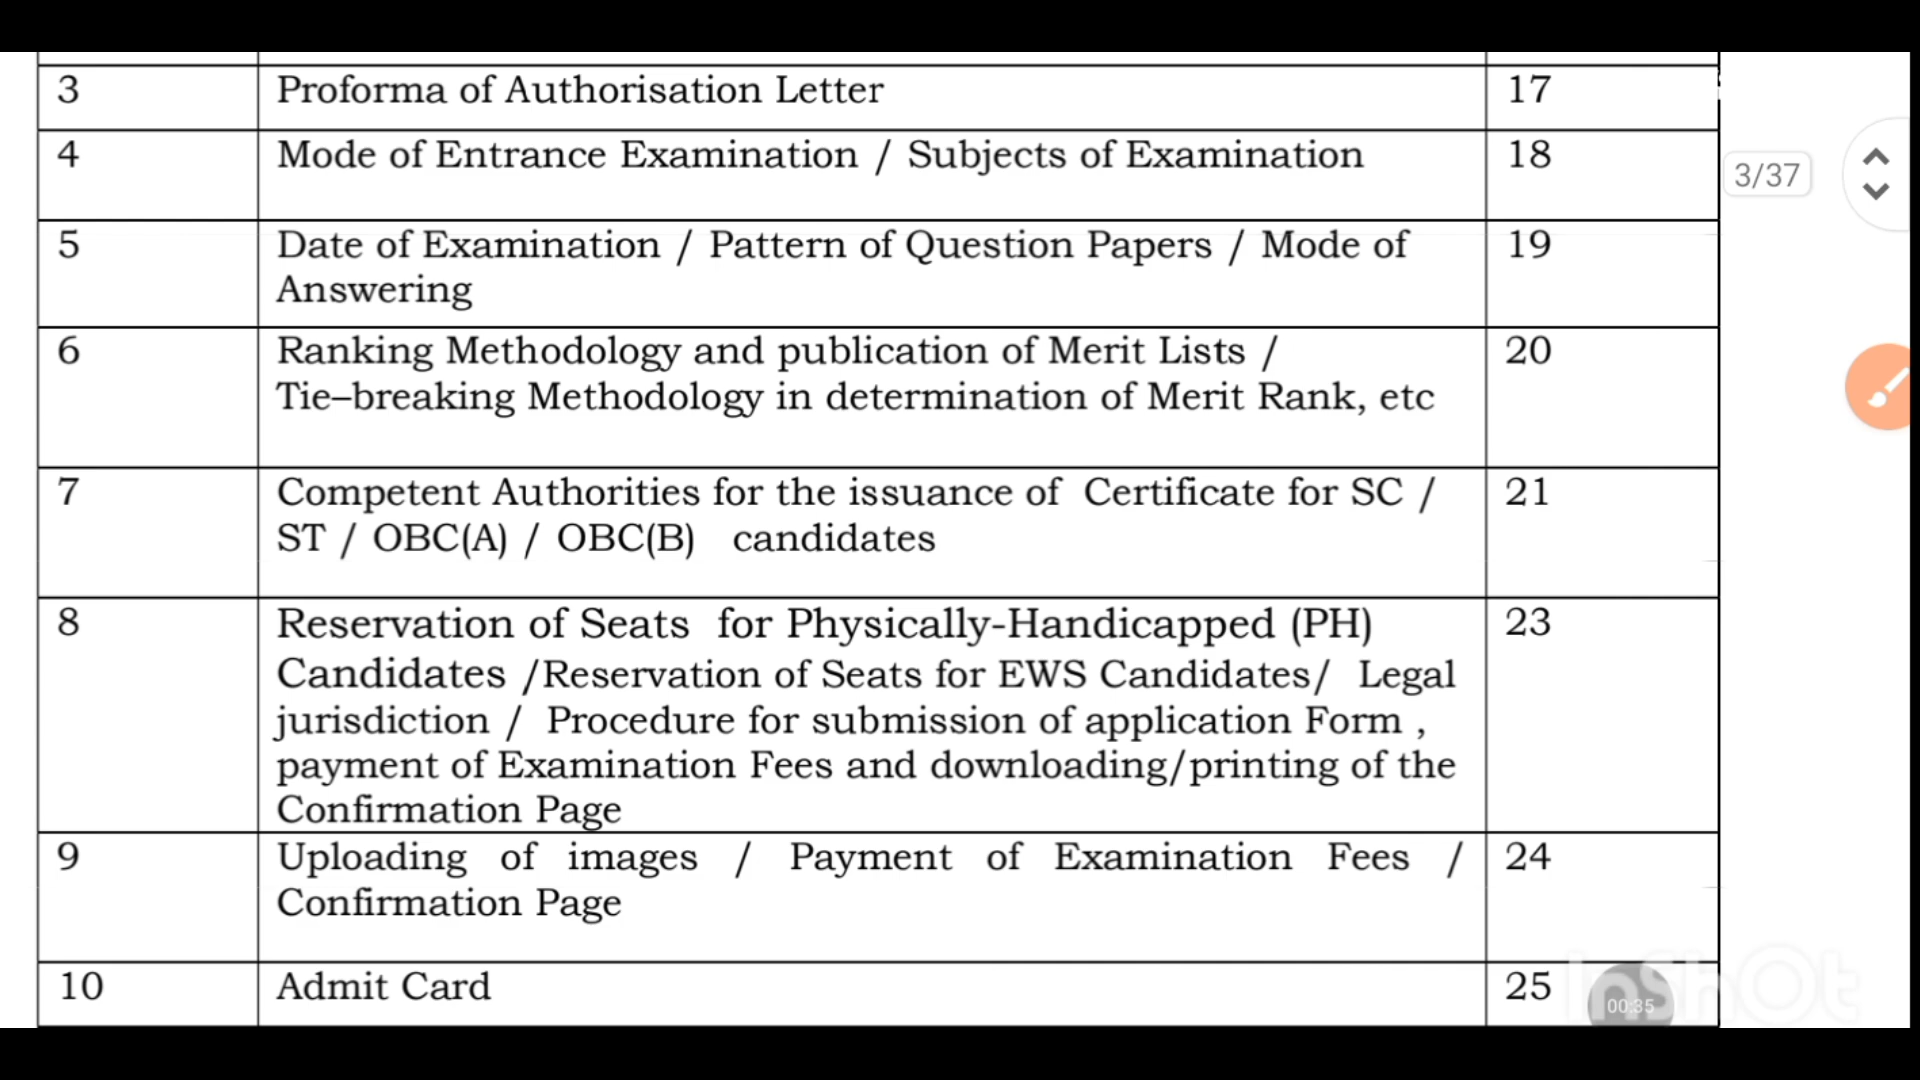 3 Proforma of Authorisation Letter 17
4 Mode of Entrance Examination / Subjects of Examination 18
3/37
5 Date of Examination / Pattern of Question Papers / Mode of 19
Answering
6 Ranking Methodology and publication of Merit Lists / 20
Tie–breaking Methodology in determination of Merit Rank, etc
7 Competent Authorities for the issuance of Certificate for SC / 21
ST / OBC(A) / OBC(B) candidates
8 Reservation of Seats for Physically-Handicapped (PH) 23
Candidates /Reservation of Seats for EWS Candidates/ Legal
jurisdiction / Procedure for submission of application Form ,
payment of Examination Fees and downloading/printing of the
Confirmation Page
9 Uploading of images / Payment of Examination Fees / 24
Confirmation Page
10 Admit Card 25
InShOt
00:35